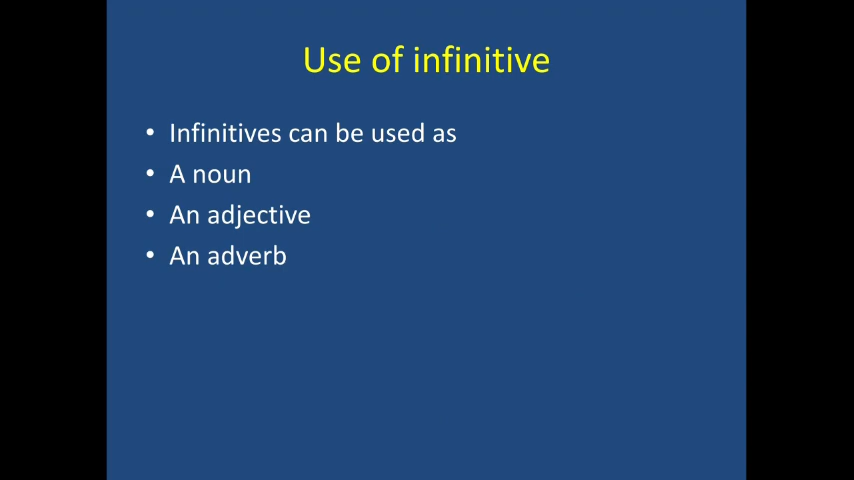 Use of infinitive
• Infinitives can be used as
• A noun
• An adjective
• An adverb